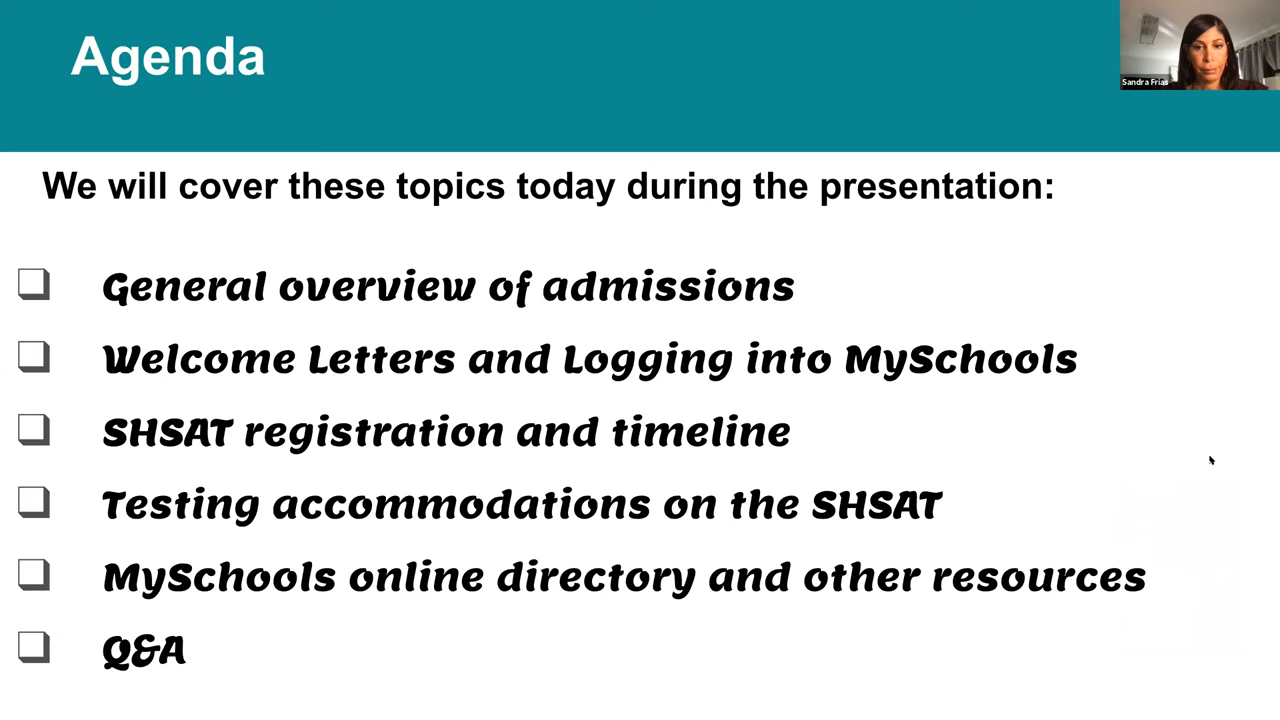 Agenda
Sandra Frias
We will cover these topics today during the presentation:
General overview of admissions
Welcome Letters and Logging into MySchools
SHSAT registration and timeline
Testing accommodations on the SHSAT
MySchools online directory and other resources
Q&A